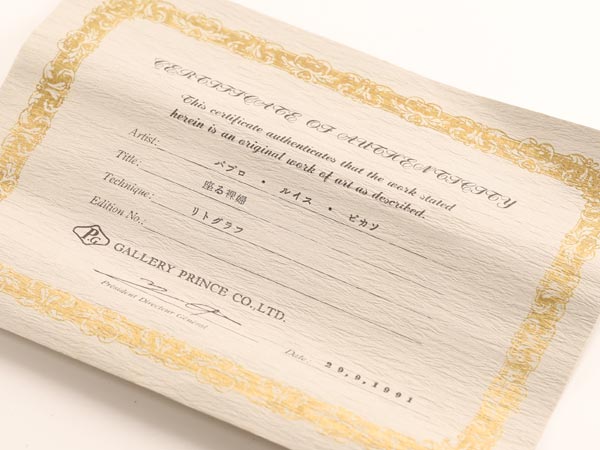 CERTIFICATE OF AUTHENTICITY
This certificate authenticates that the work stated
herein is an original work of art as described.
Artist: パブロ・ルイス・ピカソ
Title: 座る裸婦
Technique: リトグラフ
Edition No.:
P.G GALLERY PRINCE CO.,LTD.
Président Directeur General
Date: 29,9,1991